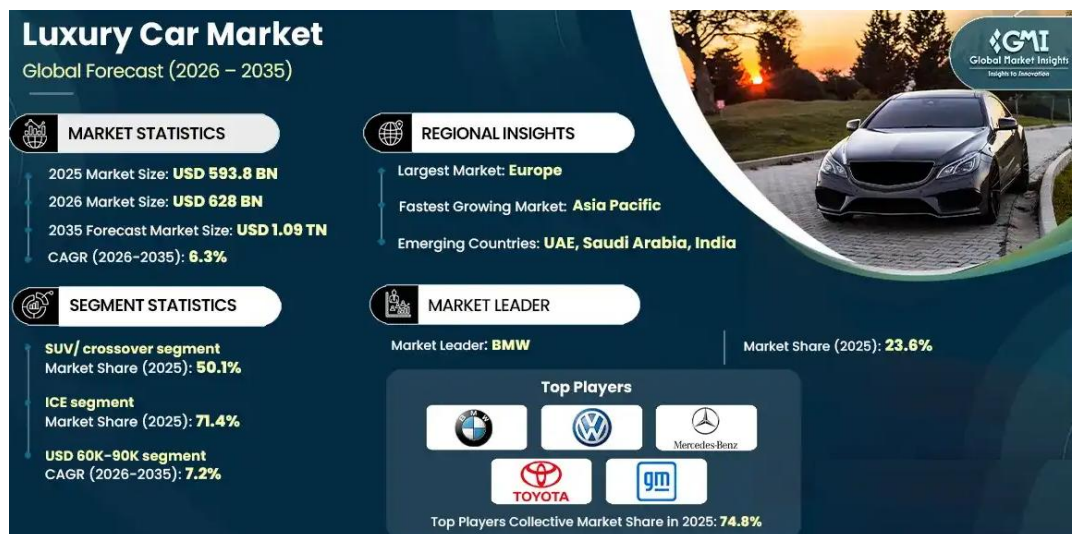 Luxury Car Market
Global Forecast (2026 – 2035)
GMI
Global Market Insights
Insights to Innovation
MARKET STATISTICS
2025 Market Size: USD 593.8 BN
2026 Market Size: USD 628 BN
2035 Forecast Market Size: USD 1.09 TN
CAGR (2026-2035): 6.3%
REGIONAL INSIGHTS
Largest Market: Europe
Fastest Growing Market: Asia Pacific
Emerging Countries: UAE, Saudi Arabia, India
SEGMENT STATISTICS
SUV/ crossover segment
Market Share (2025): 50.1%
ICE segment
Market Share (2025): 71.4%
USD 60K-90K segment
CAGR (2026-2035): 7.2%
MARKET LEADER
Market Leader: BMW
Market Share (2025): 23.6%
Top Players
BMW
VW
Mercedes-Benz
TOYOTA
gm
Top Players Collective Market Share in 2025: 74.8%